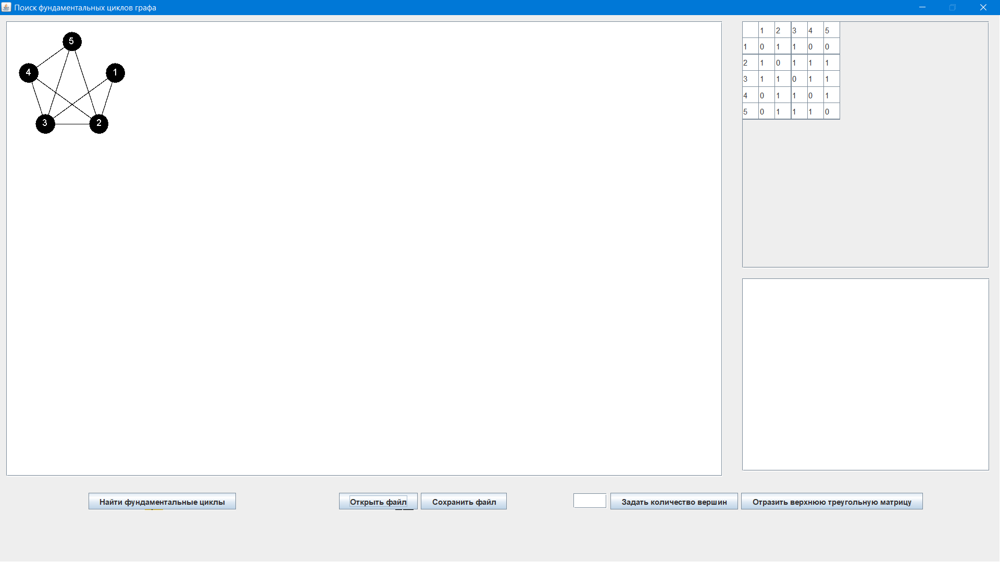 Поиск фундаментальных циклов графа
5
4
1
3
2
1 2 3 4 5
1 0 1 1 0 0
2 1 0 1 1 1
3 1 1 0 1 1
4 0 1 1 0 1
5 0 1 1 1 0
Найти фундаментальные циклы
Открыть файл
Сохранить файл
Задать количество вершин
Отразить верхнюю треугольную матрицу